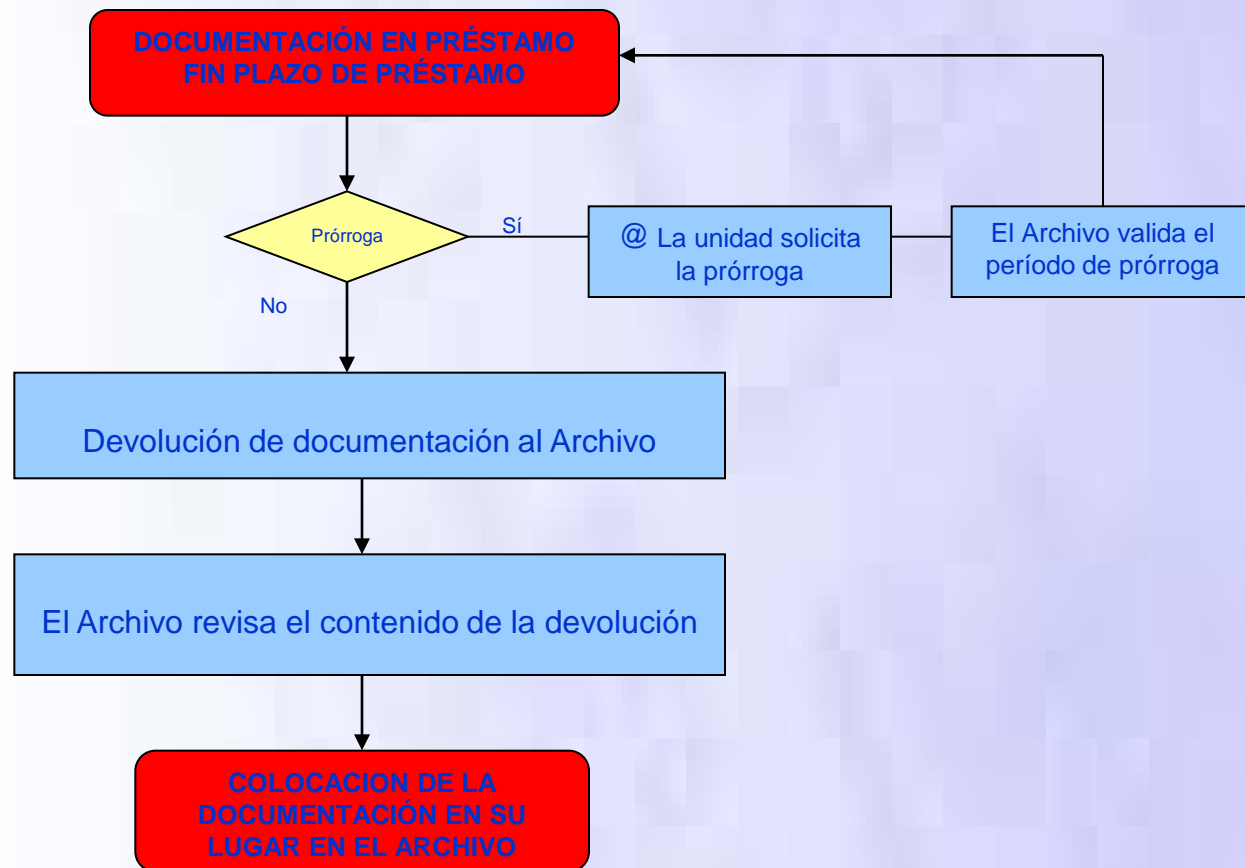 DOCUMENTACIÓN EN PRÉSTAMO
FIN PLAZO DE PRÉSTAMO
Prórroga
Sí
@ La unidad solicita
la prórroga
El Archivo valida el
período de prórroga
No
Devolución de documentación al Archivo
El Archivo revisa el contenido de la devolución
COLOCACION DE LA
DOCUMENTACIÓN EN SU
LUGAR EN EL ARCHIVO